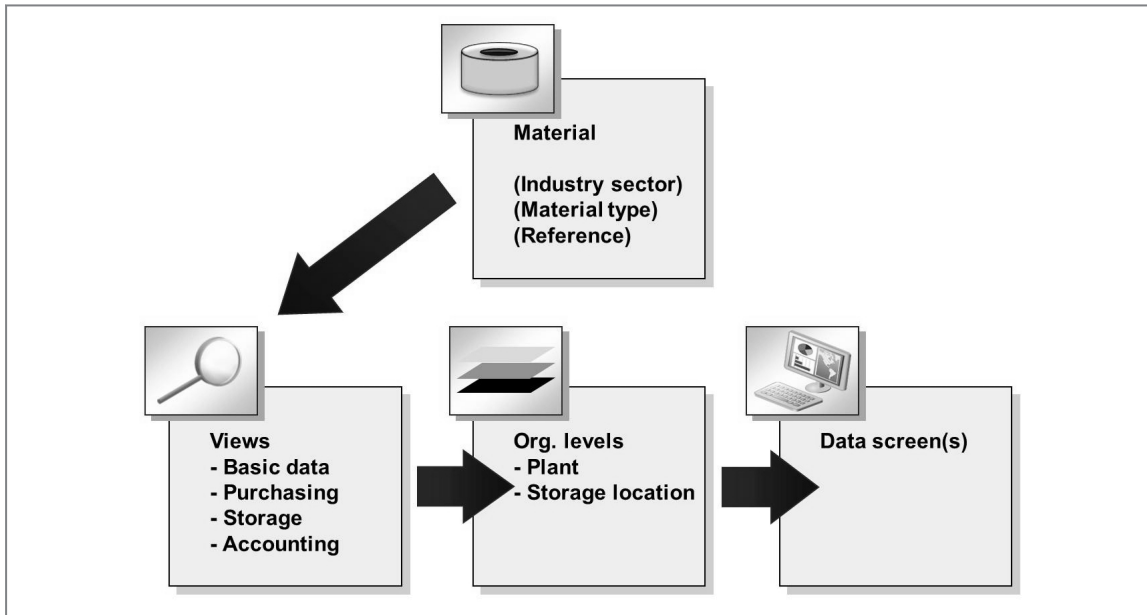 Material
(Industry sector)
(Material type)
(Reference)
Views
- Basic data
- Purchasing
- Storage
- Accounting
Org. levels
- Plant
- Storage location
Data screen(s)